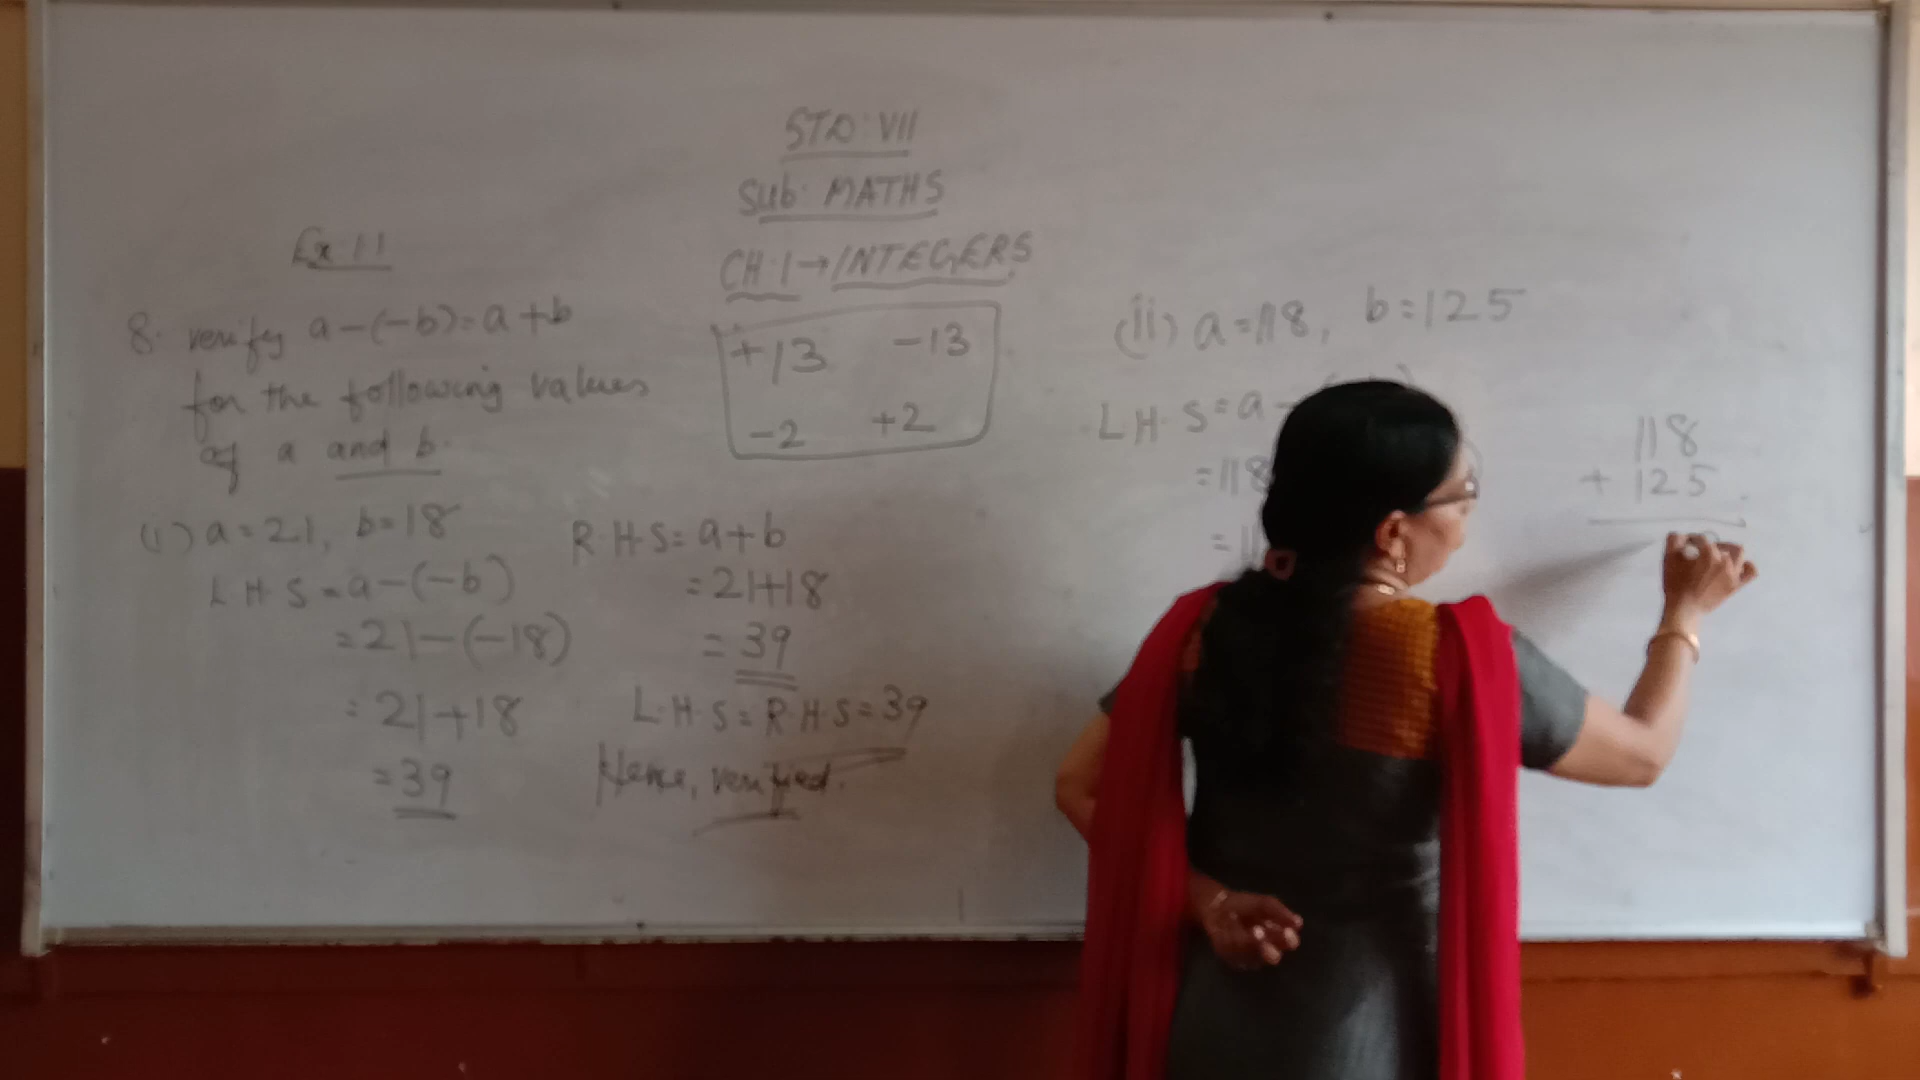 STD VII
Sub: MATHS
CH.1→INTEGERS
+13 -13
-2 +2
Ex 1.1
8. verify a-(-b)=a+b
for the following values
of a and b.
(i) a=21, b=18
L.H.S=a-(-b)
=21-(-18)
=21+18
=39
R.H.S=a+b
=21+18
=39
L.H.S=R.H.S=39
Hence, verified.
(ii) a=118, b=125
L.H.S=a-
=118
118
+ 125